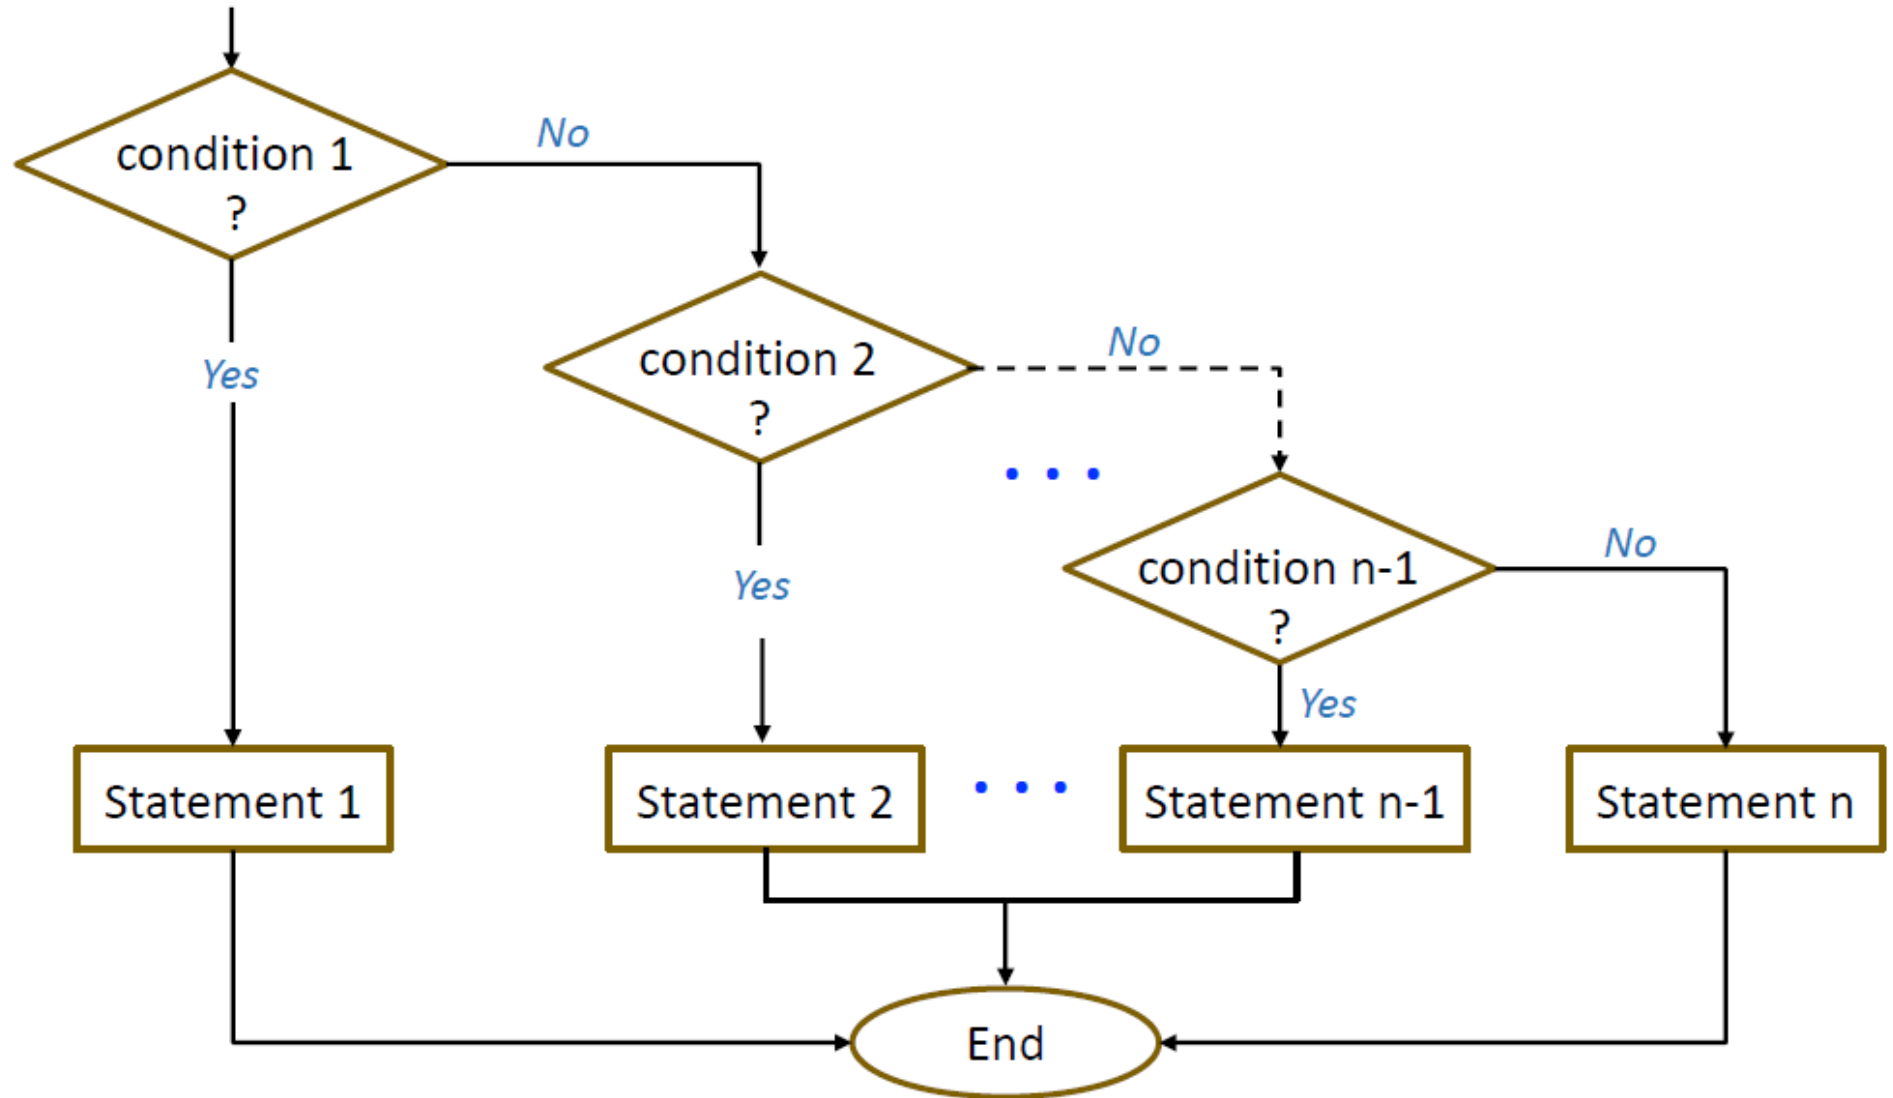 No
condition 1
?
No
condition 2
?
Yes
. . .
No
condition n-1
?
Yes
Yes
Statement 1
Statement 2
. . .
Statement n-1
Statement n
End